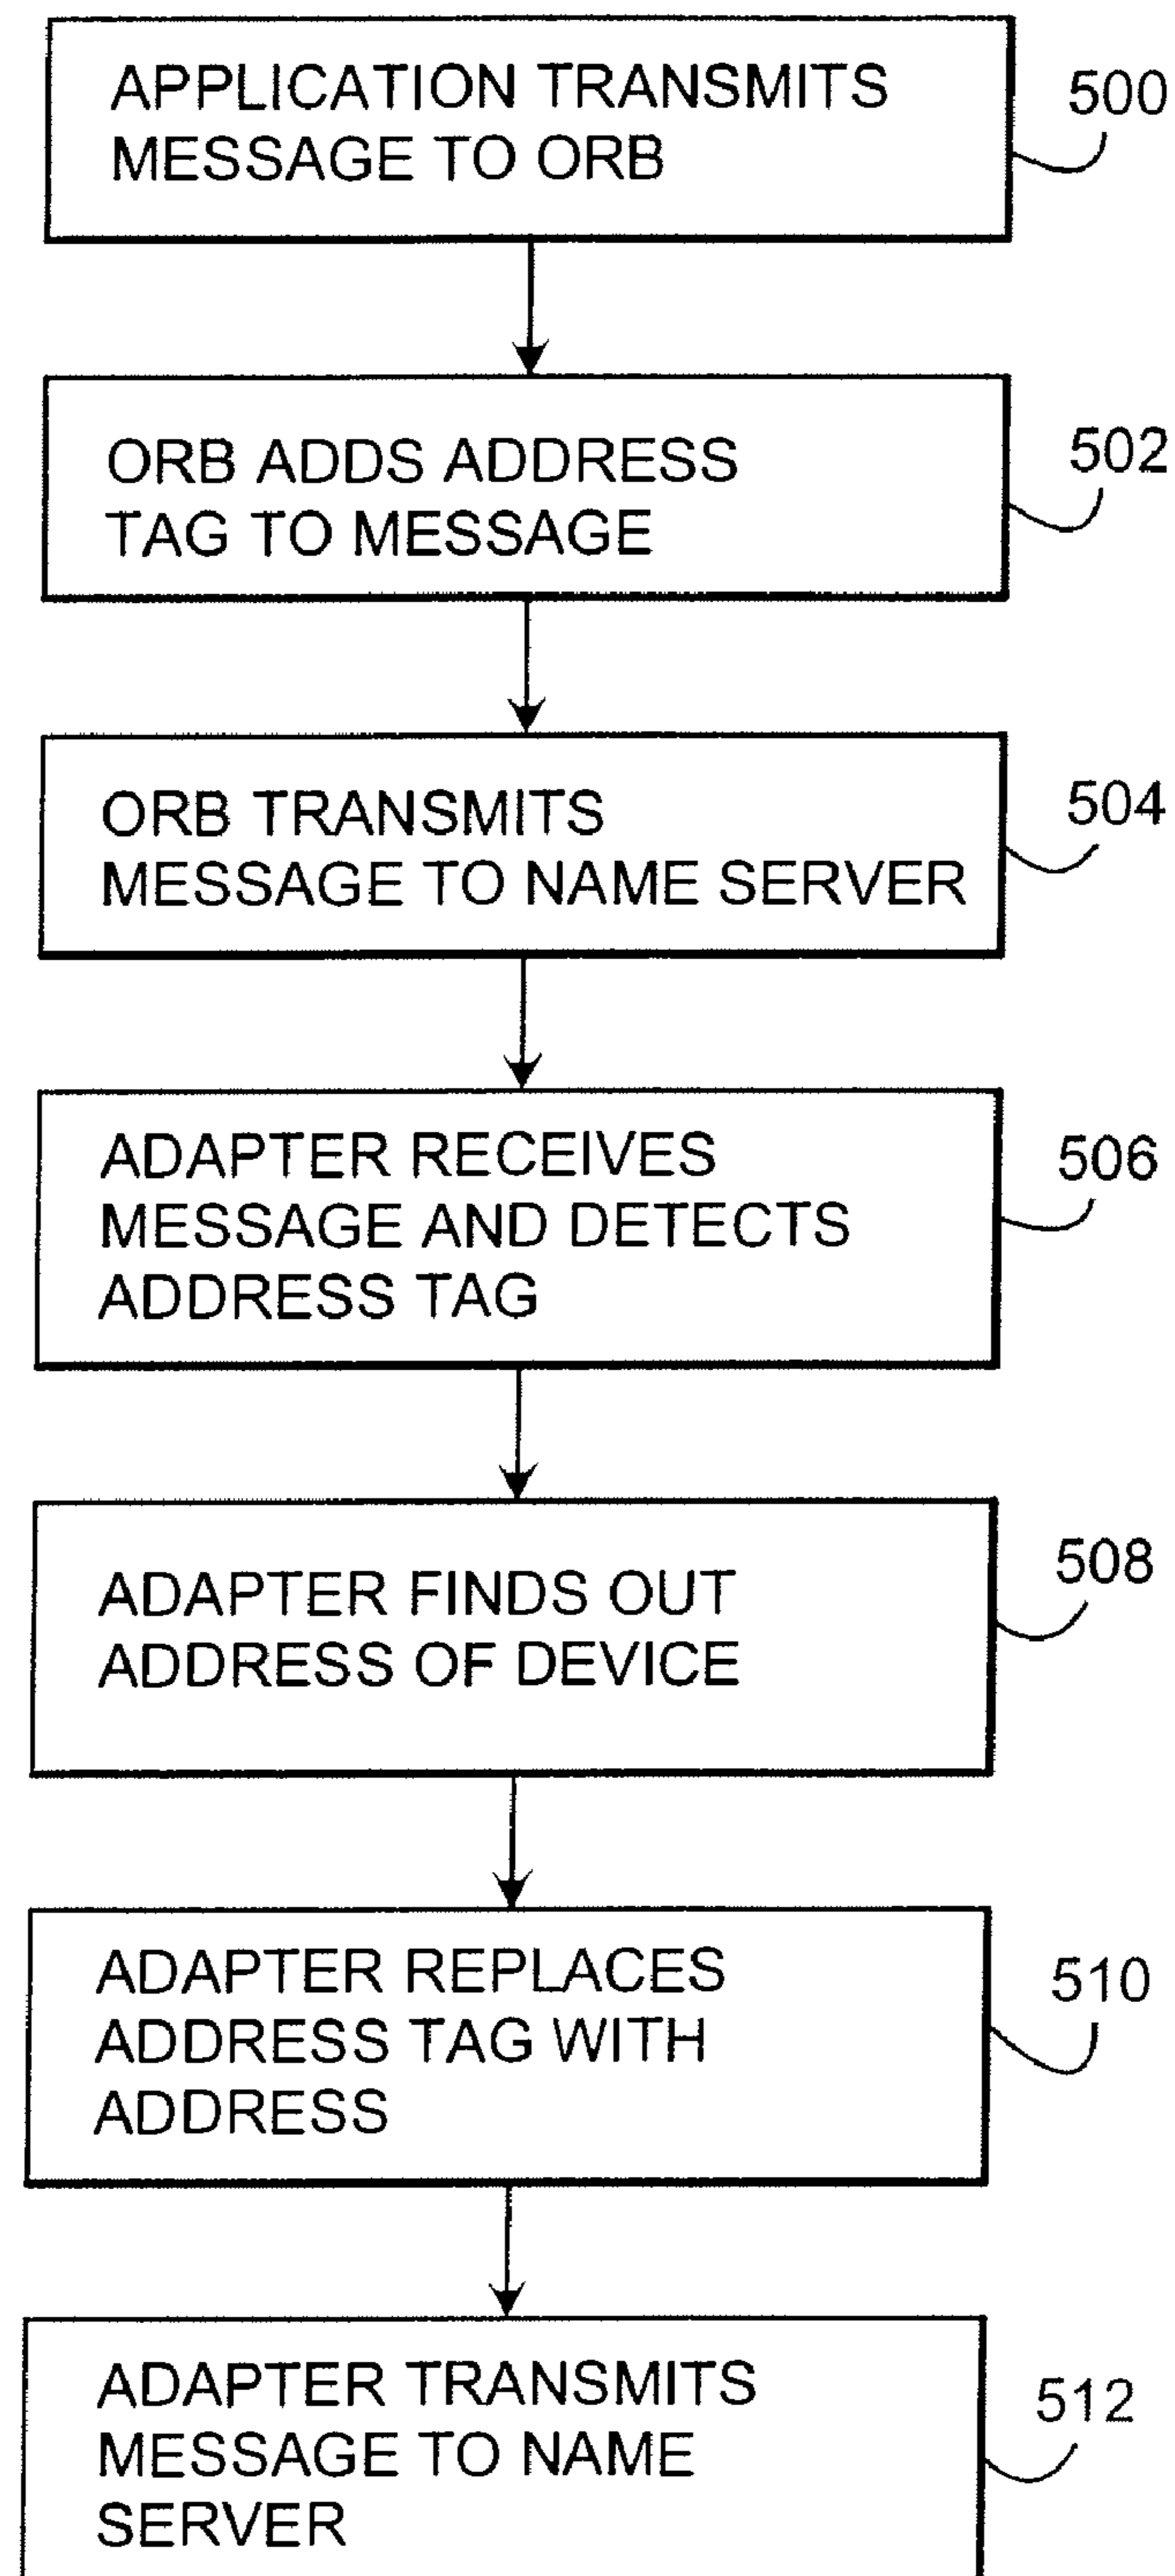 APPLICATION TRANSMITS
MESSAGE TO ORB
500
ORB ADDS ADDRESS
TAG TO MESSAGE
502
ORB TRANSMITS
MESSAGE TO NAME SERVER
504
ADAPTER RECEIVES
MESSAGE AND DETECTS
ADDRESS TAG
506
ADAPTER FINDS OUT
ADDRESS OF DEVICE
508
ADAPTER REPLACES
ADDRESS TAG WITH
ADDRESS
510
ADAPTER TRANSMITS
MESSAGE TO NAME
SERVER
512